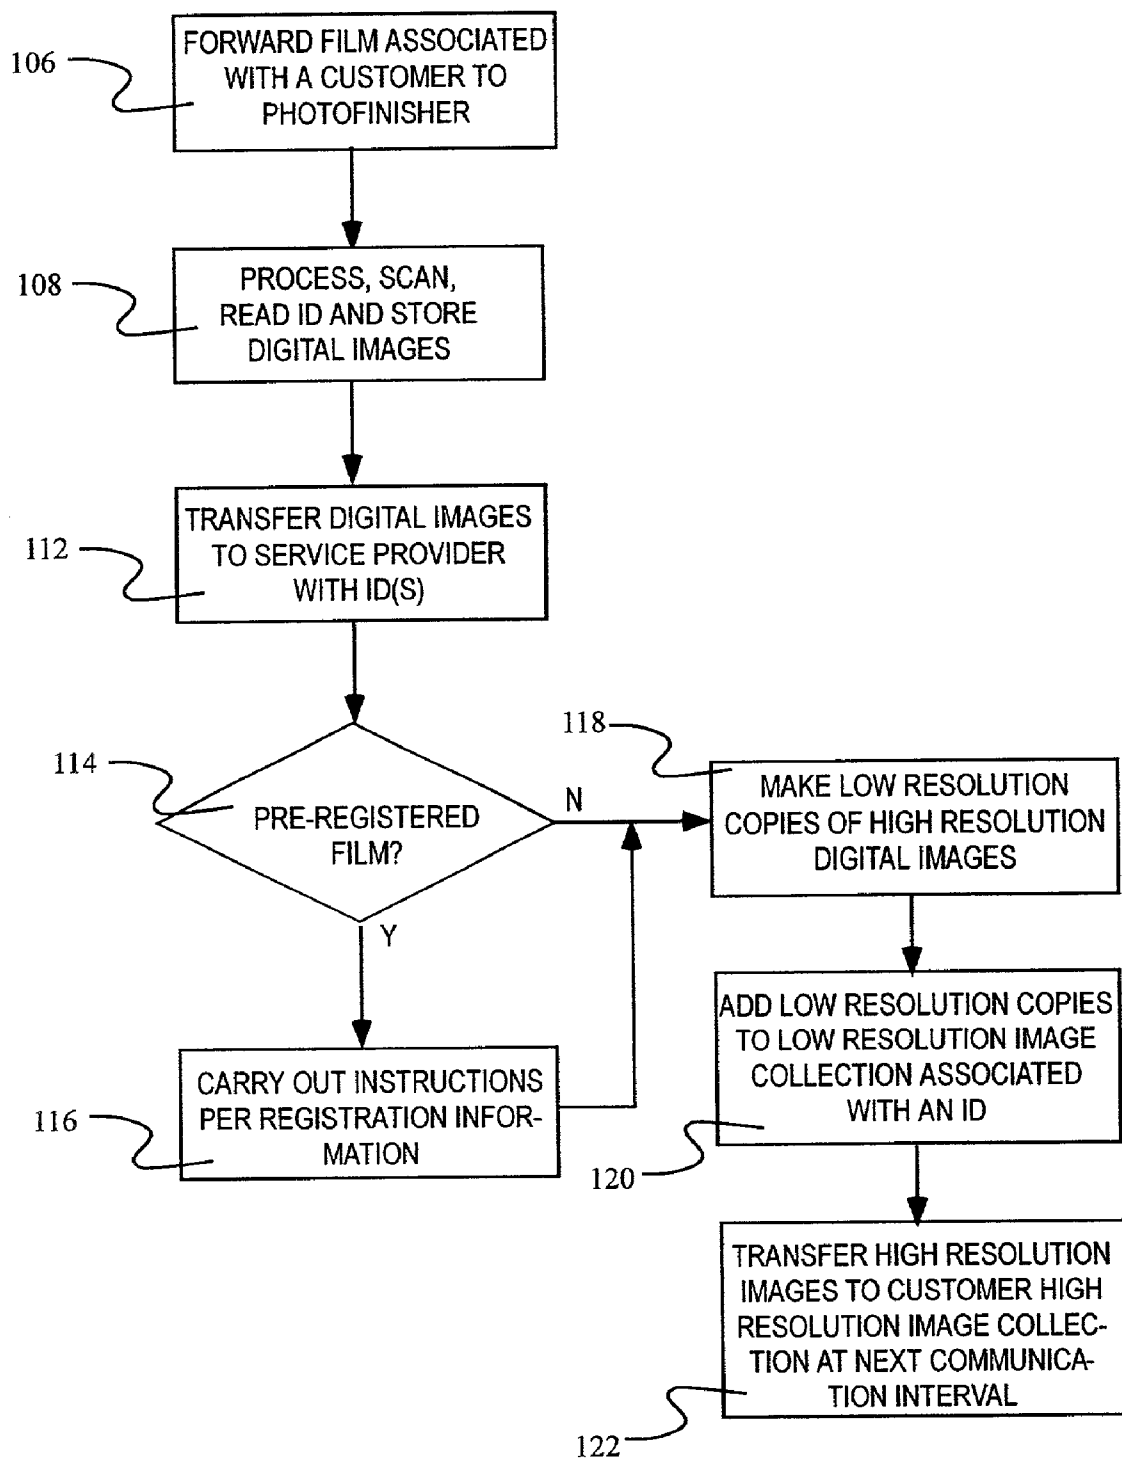 106
FORWARD FILM ASSOCIATED
WITH A CUSTOMER TO
PHOTOFINISHER
108
PROCESS, SCAN,
READ ID AND STORE
DIGITAL IMAGES
112
TRANSFER DIGITAL IMAGES
TO SERVICE PROVIDER
WITH ID(S)
114
PRE-REGISTERED
FILM?
N
Y
116
CARRY OUT INSTRUCTIONS
PER REGISTRATION INFOR-
MATION
118
MAKE LOW RESOLUTION
COPIES OF HIGH RESOLUTION
DIGITAL IMAGES
ADD LOW RESOLUTION COPIES
TO LOW RESOLUTION IMAGE
COLLECTION ASSOCIATED
WITH AN ID
120
TRANSFER HIGH RESOLUTION
IMAGES TO CUSTOMER HIGH
RESOLUTION IMAGE COLLEC-
TION AT NEXT COMMUNICA-
TION INTERVAL
122